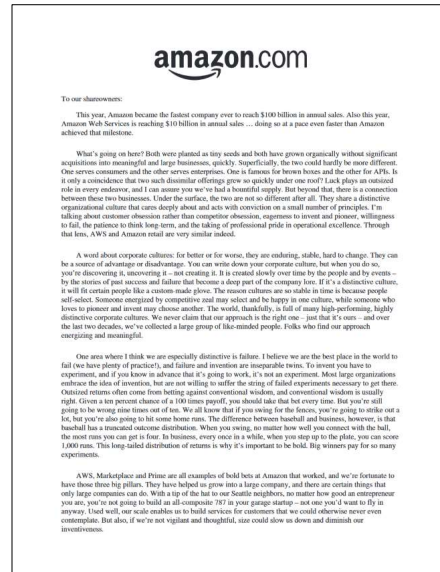 amazon.com
To our shareowners:
This year, Amazon became the fastest company ever to reach $100 billion in annual sales. Also this year,
Amazon Web Services is reaching $10 billion in annual sales … doing so at a pace even faster than Amazon
achieved that milestone.
What's going on here? Both were planted as tiny seeds and both have grown organically without significant
acquisitions into meaningful and large businesses, quickly. Superficially, the two could hardly be more different.
One serves consumers and the other serves enterprises. One is famous for brown boxes and the other for APIs. Is
it only a coincidence that two such dissimilar offerings grew so quickly under one roof? Luck plays an outsized
role in every endeavor, and I can assure you we've had a bountiful supply. But beyond that, there is a connection
between these two businesses. Under the surface, the two are not so different after all. They share a distinctive
organizational culture that cares deeply about and acts with conviction on a small number of principles. I'm
talking about customer obsession rather than competitor obsession, eagerness to invent and pioneer, willingness
to fail, the patience to think long-term, and the taking of professional pride in operational excellence. Through
that lens, AWS and Amazon retail are very similar indeed.
A word about corporate cultures: for better or for worse, they are enduring, stable, hard to change. They can
be a source of advantage or disadvantage. You can write down your corporate culture, but when you do so,
you're discovering it, uncovering it – not creating it. It is created slowly over time by the people and by events –
by the stories of past success and failure that become a deep part of the company lore. If it's a distinctive culture,
it will fit certain people like a custom-made glove. The reason cultures are so stable in time is because people
self-select. Someone energized by competitive zeal may select and be happy in one culture, while someone who
loves to pioneer and invent may choose another. The world, thankfully, is full of many high-performing, highly
distinctive corporate cultures. We never claim that our approach is the right one – just that it's ours – and over
the last two decades, we've collected a large group of like-minded people. Folks who find our approach
energizing and meaningful.
One area where I think we are especially distinctive is failure. I believe we are the best place in the world to
fail (we have plenty of practice!), and failure and invention are inseparable twins. To invent you have to
experiment, and if you know in advance that it's going to work, it's not an experiment. Most large organizations
embrace the idea of invention, but are not willing to suffer the string of failed experiments necessary to get there.
Outsized returns often come from betting against conventional wisdom, and conventional wisdom is usually
right. Given a ten percent chance of a 100 times payoff, you should take that bet every time. But you're still
going to be wrong nine times out of ten. We all know that if you swing for the fences, you're going to strike out a
lot, but you're also going to hit some home runs. The difference between baseball and business, however, is that
baseball has a truncated outcome distribution. When you swing, no matter how well you connect with the ball,
the most runs you can get is four. In business, every once in a while, when you step up to the plate, you can score
1,000 runs. This long-tailed distribution of returns is why it's important to be bold. Big winners pay for so many
experiments.
AWS, Marketplace and Prime are all examples of bold bets at Amazon that worked, and we're fortunate to
have those three big pillars. They have helped us grow into a large company, and there are certain things that
only large companies can do. With a tip of the hat to our Seattle neighbors, no matter how good an entrepreneur
you are, you're not going to build an all-composite 787 in your garage startup – not one you'd want to fly in
anyway. Used well, our scale enables us to build services for customers that we could otherwise never even
contemplate. But also, if we're not vigilant and thoughtful, size could slow us down and diminish our
inventiveness.